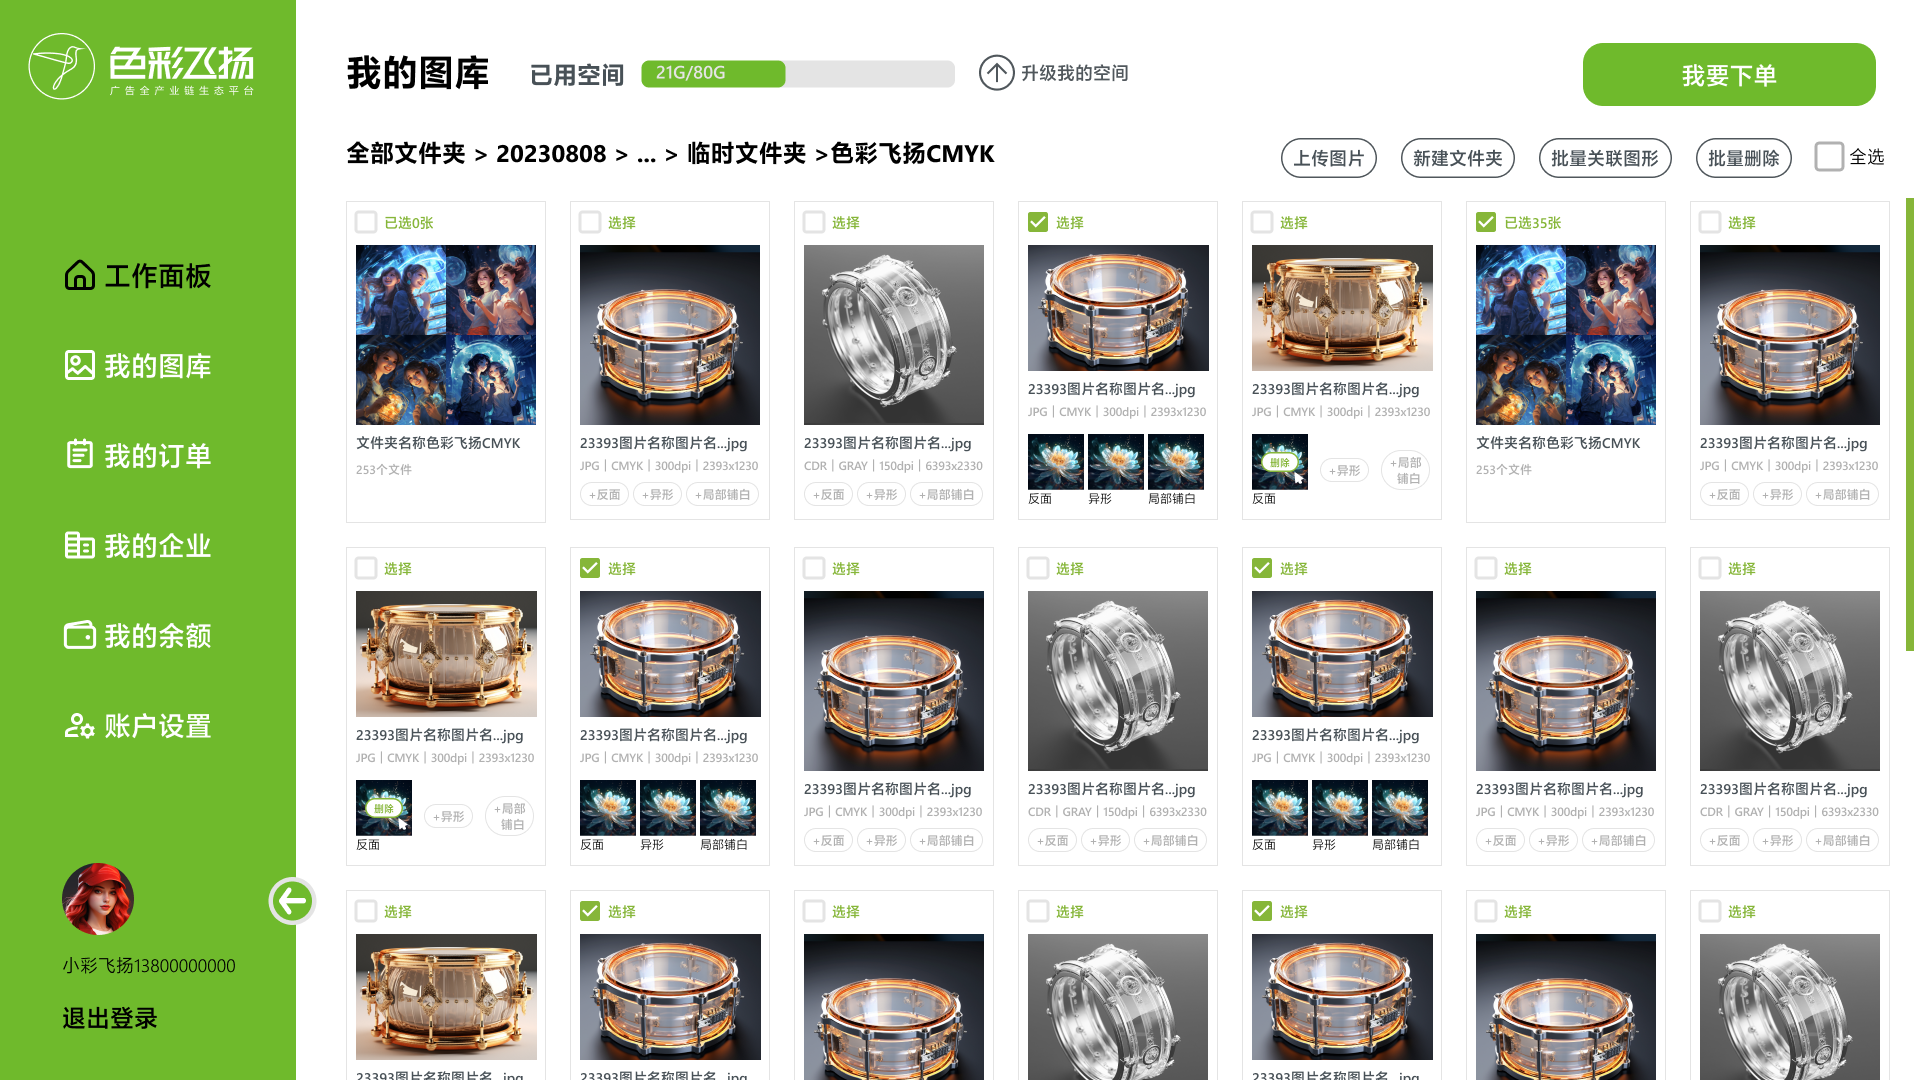 色彩飞扬
广告全产业链生态平台
工作面板
我的图库
我的订单
我的企业
我的余额
账户设置
小彩飞扬13800000000
退出登录
我的图库
已用空间
21G/80G
升级我的空间
我要下单
全部文件夹 > 20230808 > ... > 临时文件夹 >色彩飞扬CMYK
上传图片
新建文件夹
批量关联图形
批量删除
全选
已选0张
文件夹名称色彩飞扬CMYK
253个文件
选择
23393图片名称图片名...jpg
JPG | CMYK | 300dpi | 2393x1230
+反面 +异形 +局部铺白
选择
23393图片名称图片名...jpg
CDR | GRAY | 150dpi | 6393x2330
+反面 +异形 +局部铺白
选择
23393图片名称图片名...jpg
JPG | CMYK | 300dpi | 2393x1230
反面 异形 局部铺白
选择
23393图片名称图片名...jpg
JPG | CMYK | 300dpi | 2393x1230
删除
反面
+异形
+局部
铺白
已选35张
文件夹名称色彩飞扬CMYK
253个文件
选择
23393图片名称图片名...jpg
JPG | CMYK | 300dpi | 2393x1230
+反面 +异形 +局部铺白
选择
23393图片名称图片名...jpg
JPG | CMYK | 300dpi | 2393x1230
删除
反面
+异形
+局部
铺白
选择
23393图片名称图片名...jpg
JPG | CMYK | 300dpi | 2393x1230
反面 异形 局部铺白
选择
23393图片名称图片名...jpg
JPG | CMYK | 300dpi | 2393x1230
+反面 +异形 +局部铺白
选择
23393图片名称图片名...jpg
CDR | GRAY | 150dpi | 6393x2330
+反面 +异形 +局部铺白
选择
23393图片名称图片名...jpg
JPG | CMYK | 300dpi | 2393x1230
反面 异形 局部铺白
选择
23393图片名称图片名...jpg
JPG | CMYK | 300dpi | 2393x1230
+反面 +异形 +局部铺白
选择
23393图片名称图片名...jpg
CDR | GRAY | 150dpi | 6393x2330
+反面 +异形 +局部铺白
选择
23393图片名称图片名...jpg
选择
23393图片名称图片名...jpg
选择
选择
选择
23393图片名称图片名...jpg
选择
选择